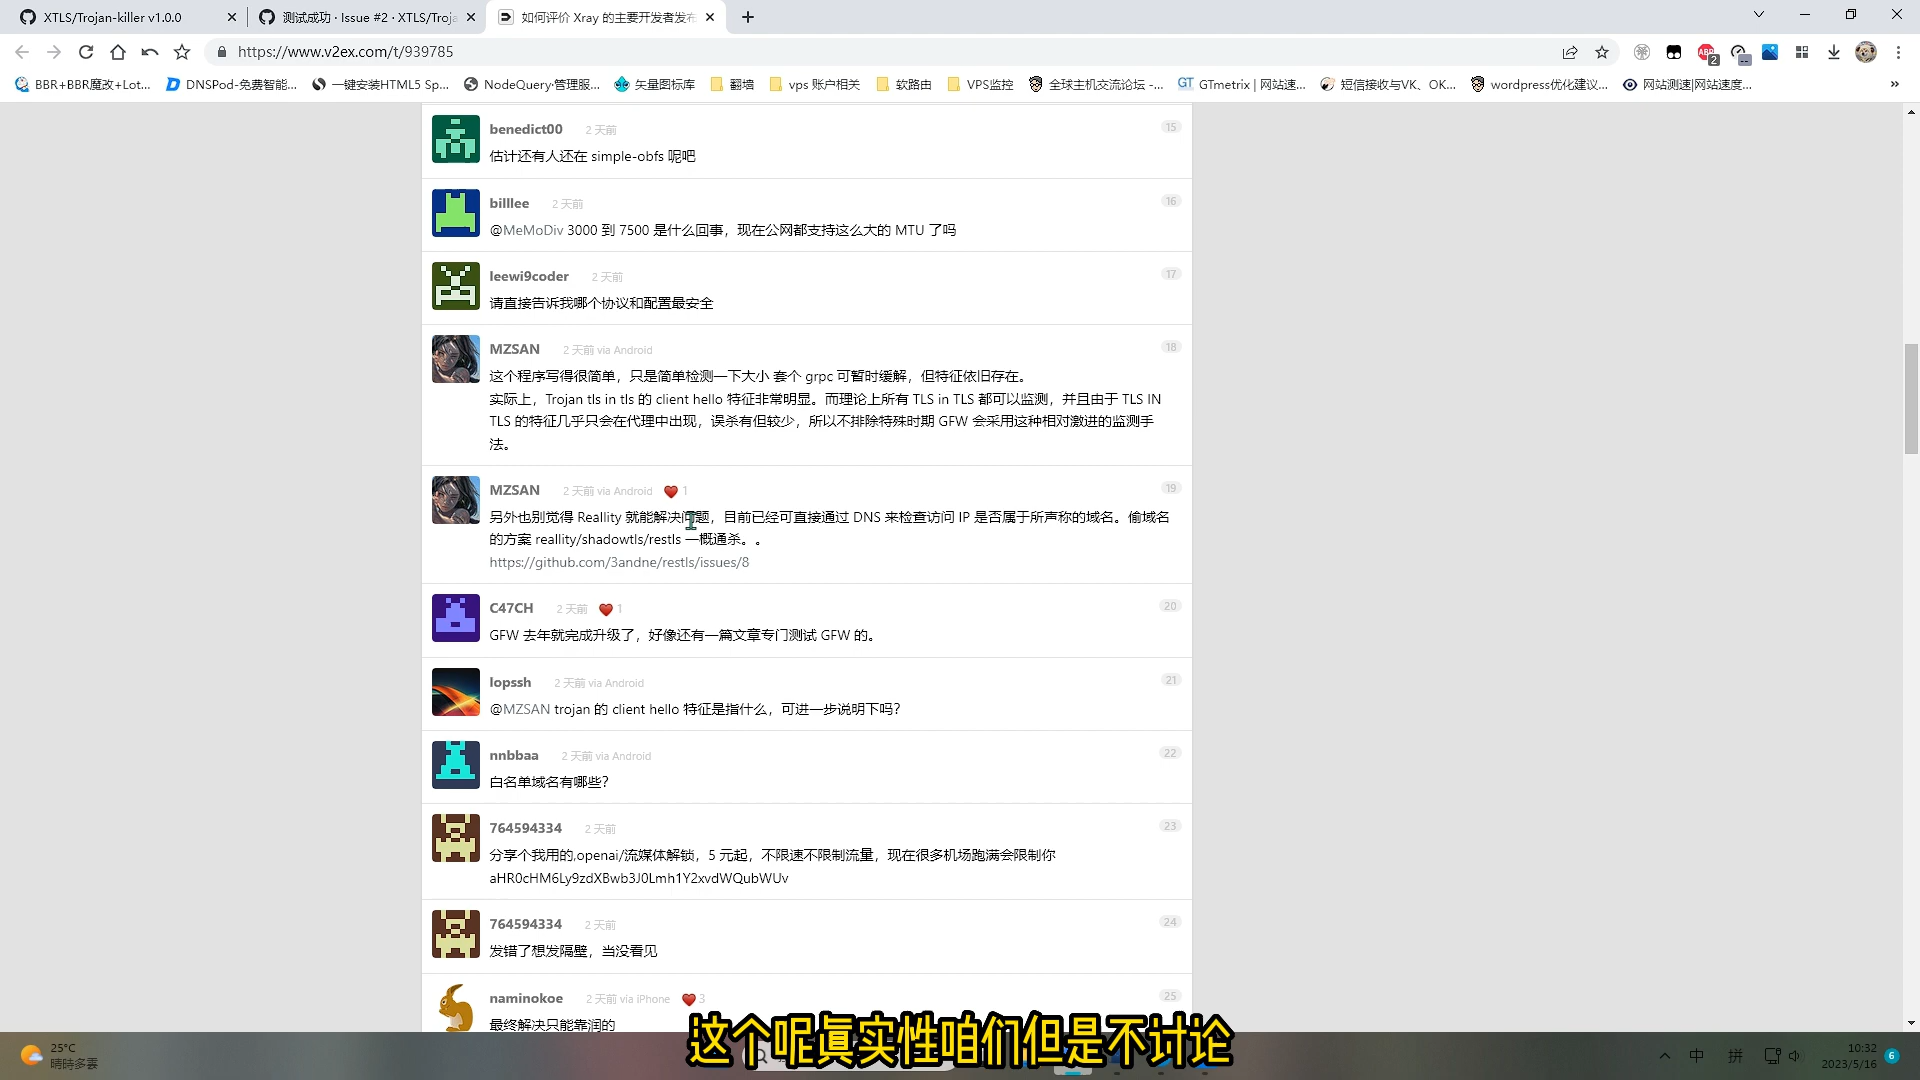 XTLS/Trojan-killer v1.0.0
测试成功 · Issue #2 · XTLS/Troja
如何评价 Xray 的主要开发者发布
https://www.v2ex.com/t/939785
BBR+BBR魔改+Lot...
DNSPod-免费智能...
一键安装HTML5 Sp...
NodeQuery·管理服...
矢量图标库
翻墙
vps 账户相关
软路由
VPS监控
全球主机交流论坛 -...
GTmetrix | 网站速...
短信接收与VK、OK...
wordpress优化建议...
网站测速|网站速度...
benedict00 2 天前 15
估计还有人还在 simple-obfs 呢吧
billlee 2 天前 16
@MeMoDiv 3000 到 7500 是什么回事，现在公网都支持这么大的 MTU 了吗
leewi9coder 2 天前 17
请直接告诉我哪个协议和配置最安全
MZSAN 2 天前 via Android 18
这个程序写得很简单，只是简单检测一下大小 套个 grpc 可暂时缓解，但特征依旧存在。
实际上，Trojan tls in tls 的 client hello 特征非常明显。而理论上所有 TLS in TLS 都可以监测，并且由于 TLS IN
TLS 的特征几乎只会在代理中出现，误杀有但较少，所以不排除特殊时期 GFW 会采用这种相对激进的监测手
法。
MZSAN 2 天前 via Android ❤️ 1 19
另外也别觉得 Reallity 就能解决问题，目前已经可直接通过 DNS 来检查访问 IP 是否属于所声称的域名。偷域名
的方案 reallity/shadowtls/restls 一概通杀。。
https://github.com/3andne/restls/issues/8
C47CH 2 天前 ❤️ 1 20
GFW 去年就完成升级了，好像还有一篇文章专门测试 GFW 的。
lopssh 2 天前 via Android 21
@MZSAN trojan 的 client hello 特征是指什么，可进一步说明下吗？
nnbbaa 2 天前 via Android 22
白名单域名有哪些？
764594334 2 天前 23
分享个我用的,openai/流媒体解锁，5 元起，不限速不限制流量，现在很多机场跑满会限制你
aHR0cHM6Ly9zdXBwb3J0Lmh1Y2xvdWQubWUv
764594334 2 天前 24
发错了想发隔壁，当没看见
naminokoe 2 天前 via iPhone ❤️ 3 25
最终解决只能靠润的
这个呢真实性咱们但是不讨论
25°C
晴時多雲
中
拼
10:32
2023/5/16
6